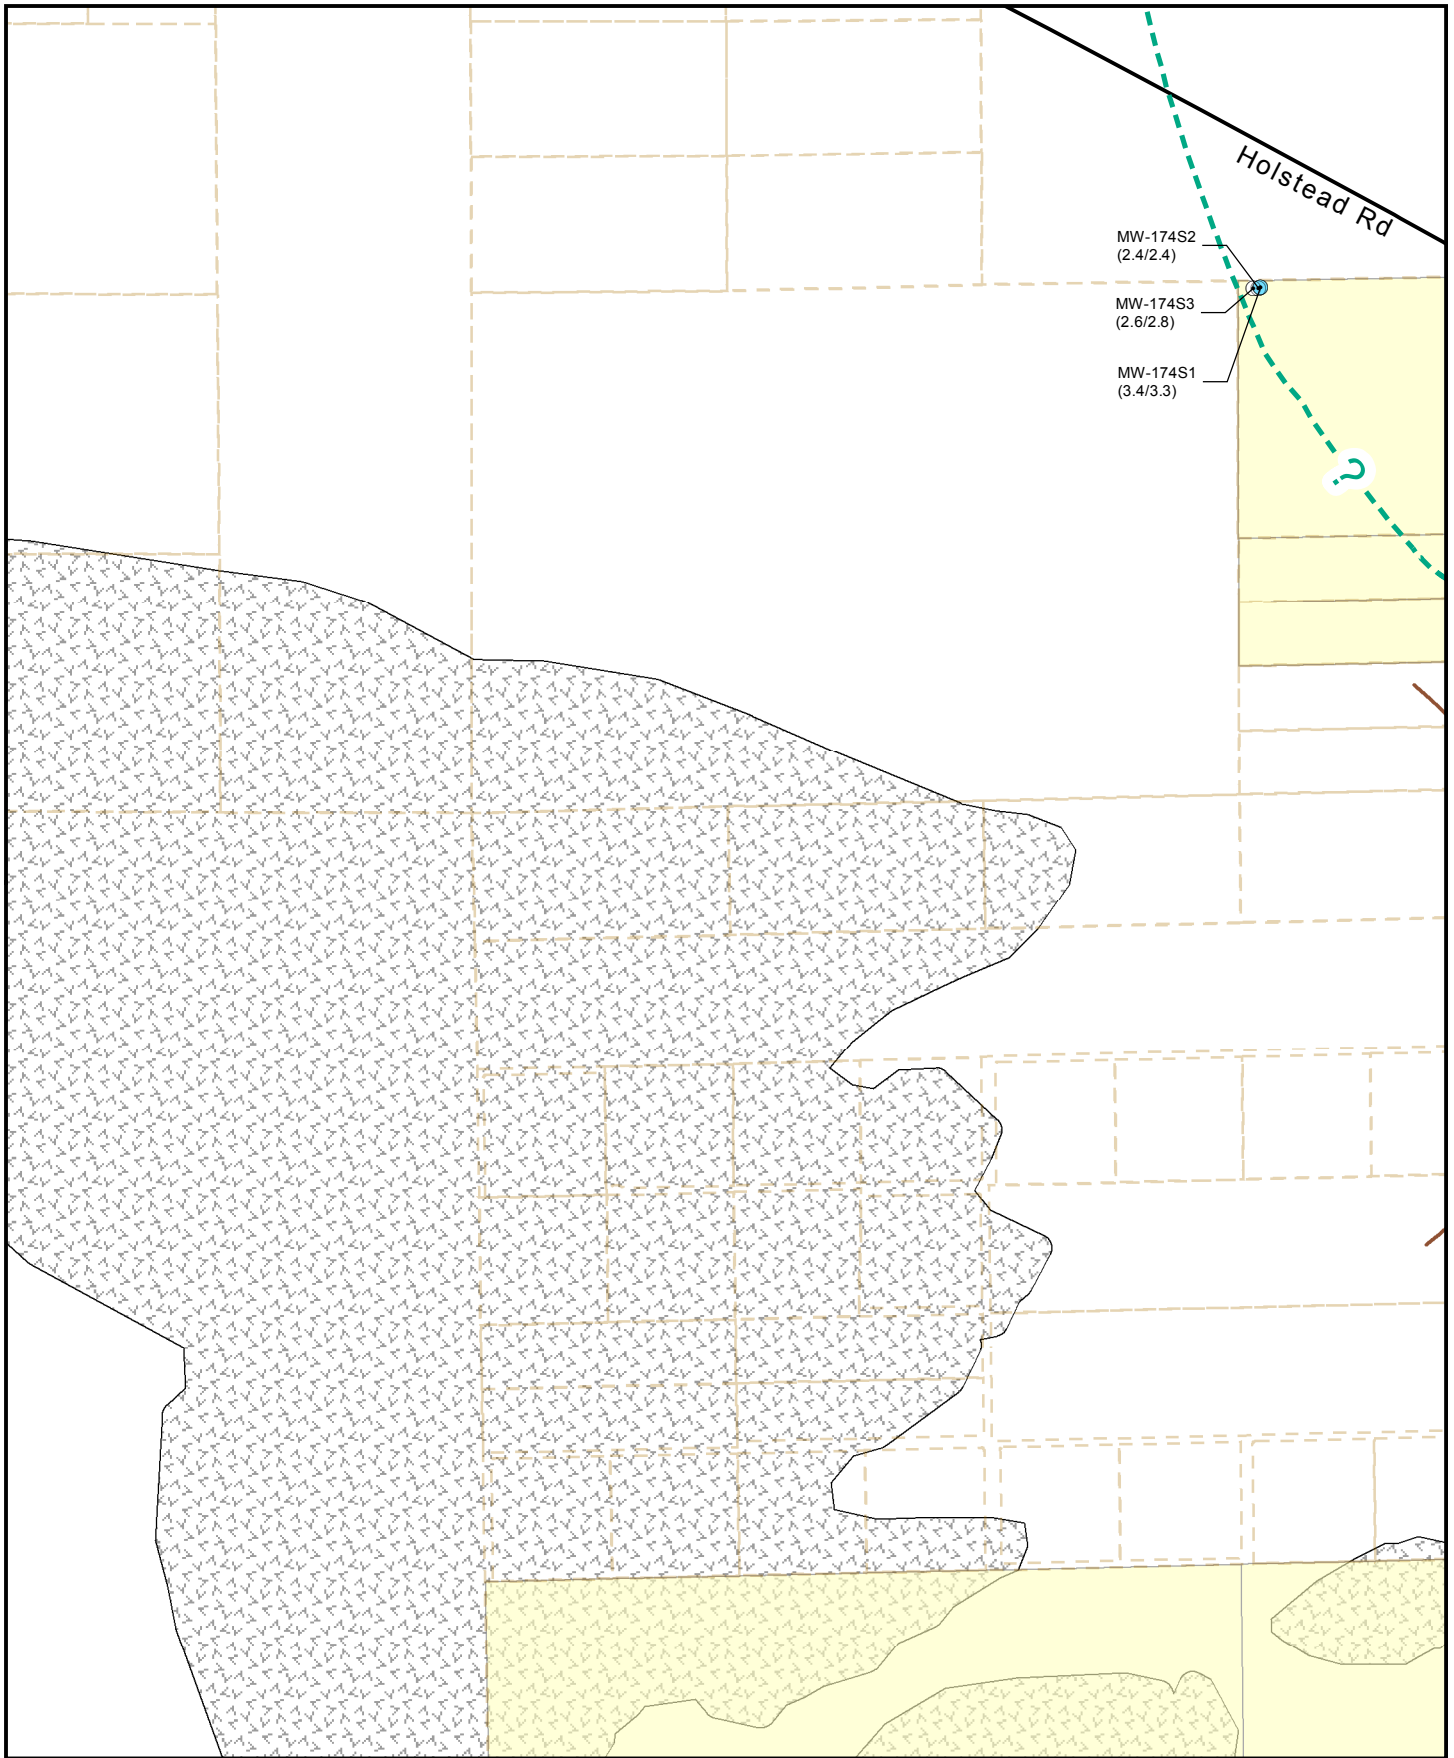 Holstead Rd
MW-174S2
(2.4/2.4)
MW-174S3
(2.6/2.8)
MW-174S1
(3.4/3.3)
?